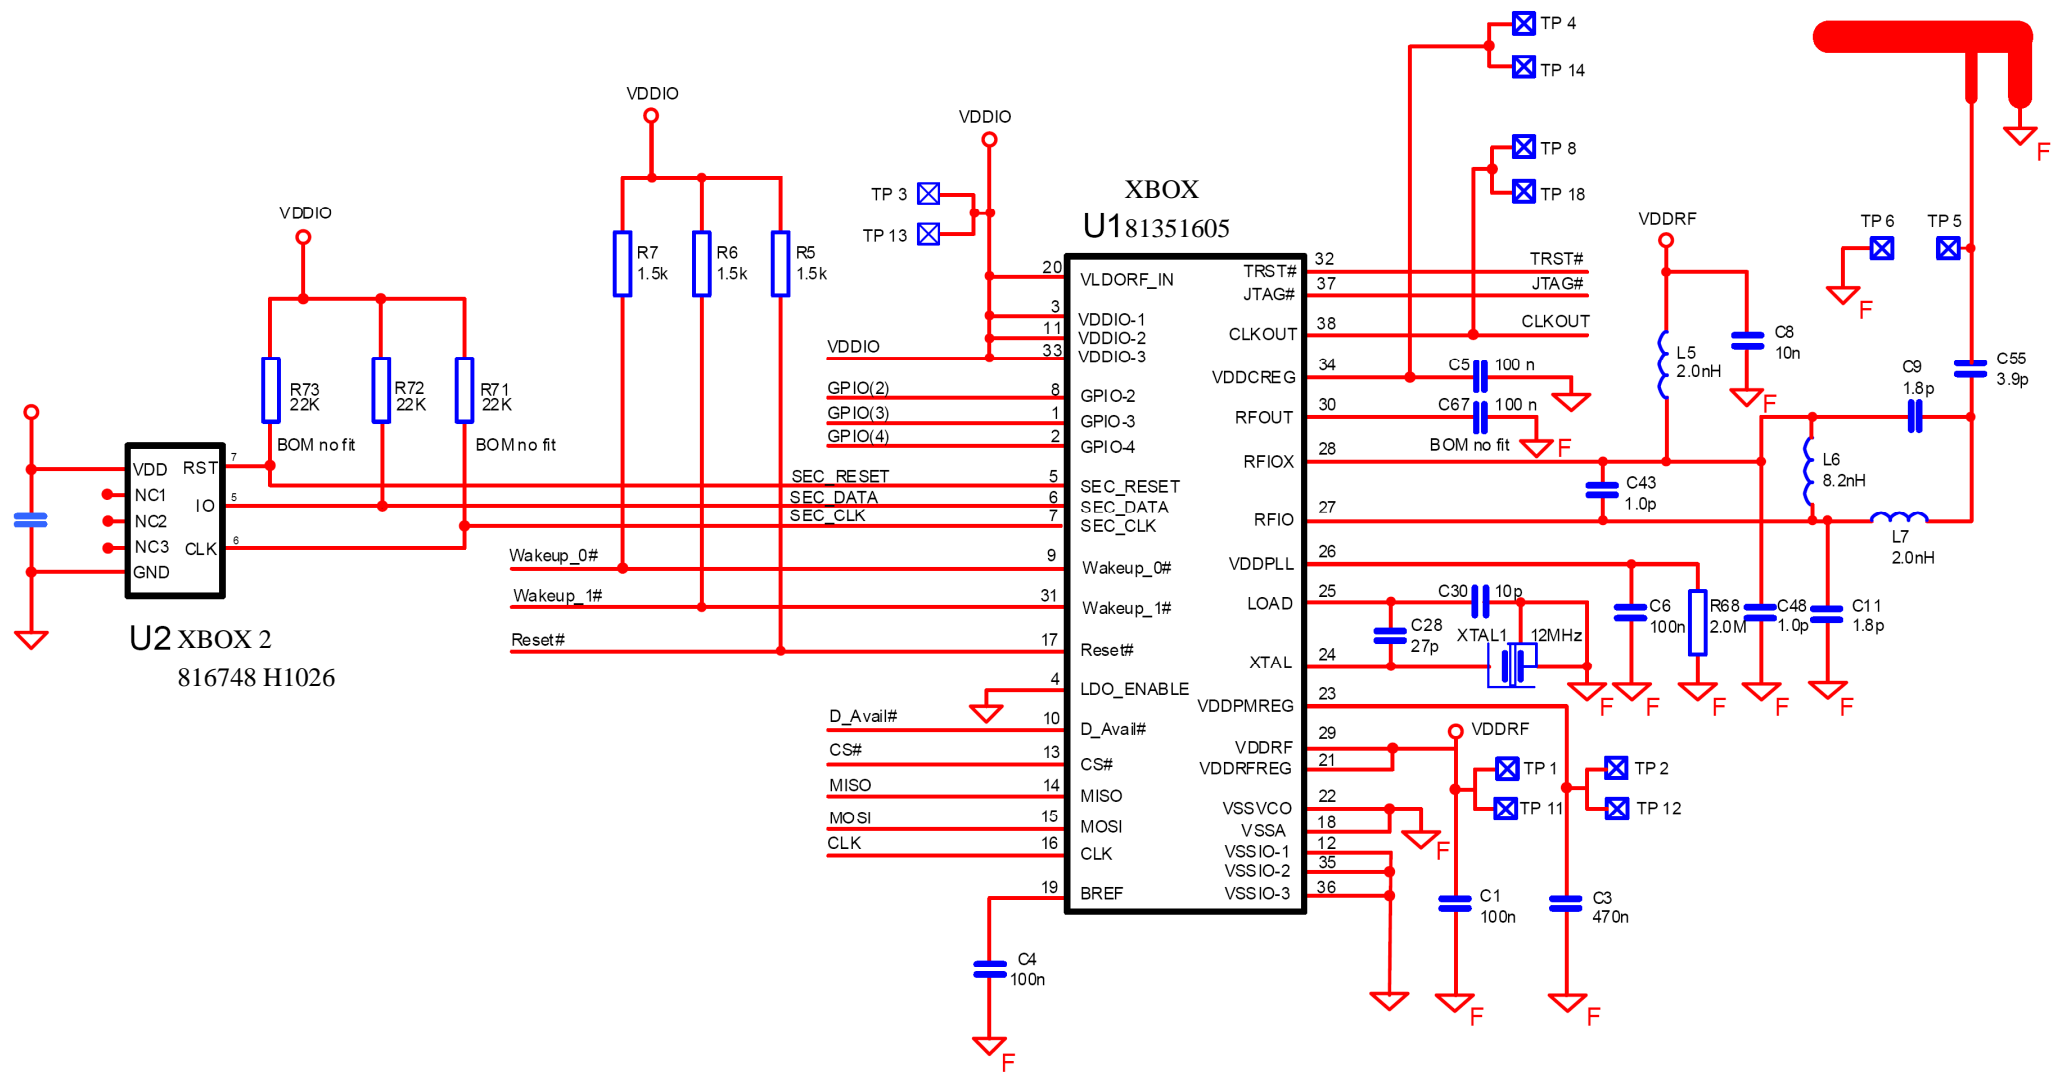 TP 4
TP 14
VDDIO
VDDIO
TP 8
TP 18
F
XBOX
U1 81351605
TP 3
TP 13
VDDIO
VDDRF
TP 6
TP 5
F
R7
1.5k
R6
1.5k
R5
1.5k
20
VLDORF_IN
3
VDDIO-1
11
VDDIO-2
VDDIO
33
VDDIO-3
GPIO(2)
8
GPIO-2
GPIO(3)
1
GPIO-3
GPIO(4)
2
GPIO-4
SEC_RESET
5
SEC_RESET
SEC_DATA
6
SEC_DATA
SEC_CLK
7
SEC_CLK
Wakeup_0#
9
Wakeup_0#
Wakeup_1#
31
Wakeup_1#
Reset#
17
Reset#
4
LDO_ENABLE
D_Avail#
10
D_Avail#
CS#
13
CS#
MISO
14
MISO
MOSI
15
MOSI
CLK
16
CLK
19
BREF
C4
100n
F
R73
22K
R72
22K
R71
22K
BOM no fit
BOM no fit
VDD
RST
7
NC1
IO
5
NC2
NC3
CLK
6
GND
U2 XBOX 2
816748 H1026
TRST#
32
TRST#
JTAG#
37
JTAG#
CLKOUT
38
CLKOUT
VDDCREG
34
C5
100 n
RFOUT
30
C67
100 n
BOM no fit
F
RFIOX
28
RFIO
27
VDDPLL
26
LOAD
25
C30
10p
C28
27p
XTAL1
12MHz
XTAL
24
VDDPMREG
23
VDDRF
29
VDDRFREG
21
VSSVCO
22
VSSA
18
VSSIO-1
12
VSSIO-2
35
VSSIO-3
36
F
L5
2.0nH
C8
10n
F
C9
1.8p
C55
3.9p
C43
1.0p
L6
8.2nH
L7
2.0nH
C6
100n
R68
2.0M
C48
1.0p
C11
1.8p
F
F
F
F
F
VDDRF
TP 1
TP 11
TP 2
TP 12
C1
100n
C3
470n
F
F